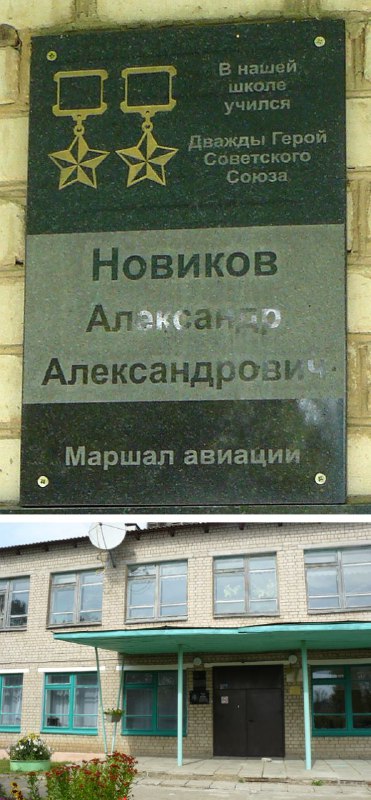 В нашей
школе
учился
Дважды Герой
Советского
Союза
Новиков
Александр
Александрович
Маршал авиации